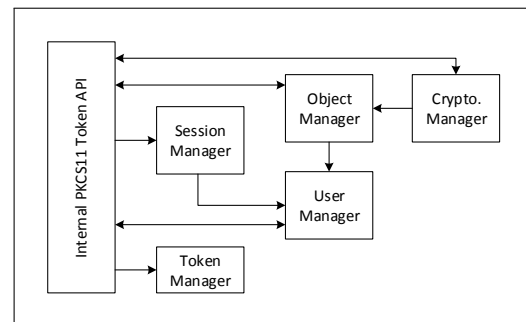 Internal PKCS11 Token API
Object
Manager
Crypto.
Manager
Session
Manager
User
Manager
Token
Manager